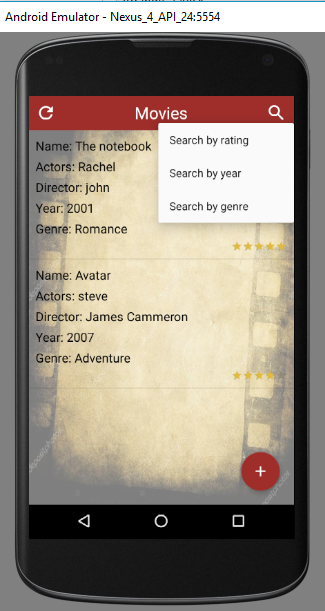 Android Emulator - Nexus_4_API_24:5554
Movies
Name: The notebook
Search by rating
Actors: Rachel
Search by year
Director: john
Year: 2001
Search by genre
Genre: Romance
Name: Avatar
Actors: steve
Director: James Cammeron
Year: 2007
Genre: Adventure
+